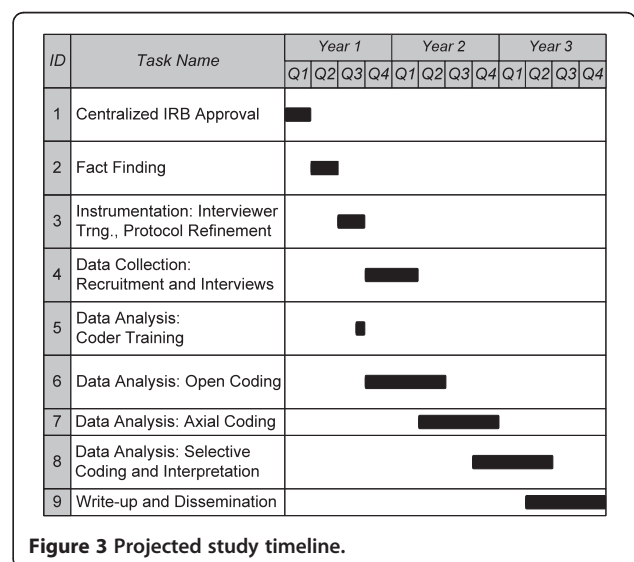 ID Task Name Year 1 Year 2 Year 3
Q1 Q2 Q3 Q4 Q1 Q2 Q3 Q4 Q1 Q2 Q3 Q4
1 Centralized IRB Approval
2 Fact Finding
3 Instrumentation: Interviewer
Trng., Protocol Refinement
4 Data Collection:
Recruitment and Interviews
5 Data Analysis:
Coder Training
6 Data Analysis: Open Coding
7 Data Analysis: Axial Coding
8 Data Analysis: Selective
Coding and Interpretation
9 Write-up and Dissemination
Figure 3 Projected study timeline.